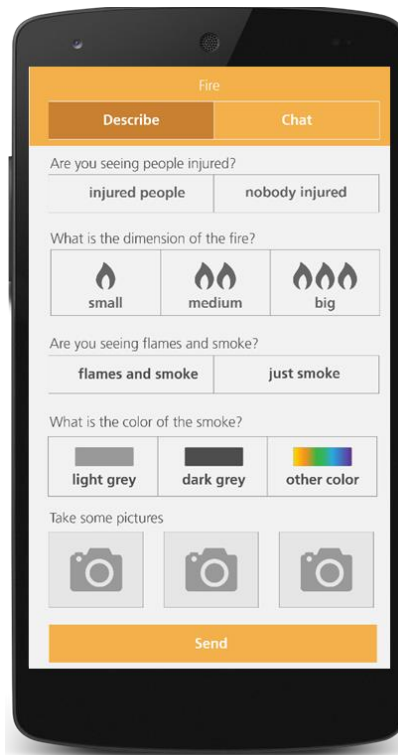 Fire
Describe Chat
Are you seeing people injured?
injured people nobody injured
What is the dimension of the fire?
small medium big
Are you seeing flames and smoke?
flames and smoke just smoke
What is the color of the smoke?
light grey dark grey other color
Take some pictures
Send